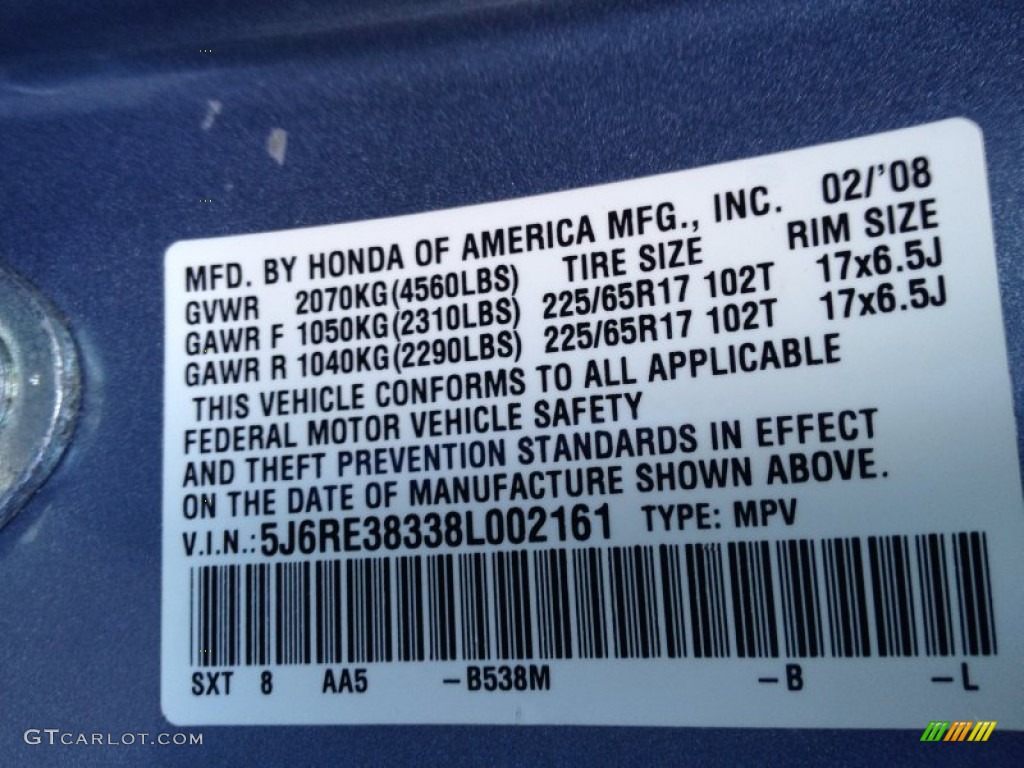 MFD. BY HONDA OF AMERICA MFG., INC. 02/'08
GVWR 2070KG(4560LBS) TIRE SIZE RIM SIZE
GAWR F 1050KG(2310LBS) 225/65R17 102T 17x6.5J
GAWR R 1040KG(2290LBS) 225/65R17 102T 17x6.5J
THIS VEHICLE CONFORMS TO ALL APPLICABLE
FEDERAL MOTOR VEHICLE SAFETY
AND THEFT PREVENTION STANDARDS IN EFFECT
ON THE DATE OF MANUFACTURE SHOWN ABOVE.
V.I.N.: 5J6RE38338L002161 TYPE: MPV
SXT 8 AA5 –B538M –B –L
GTCARLOT.COM